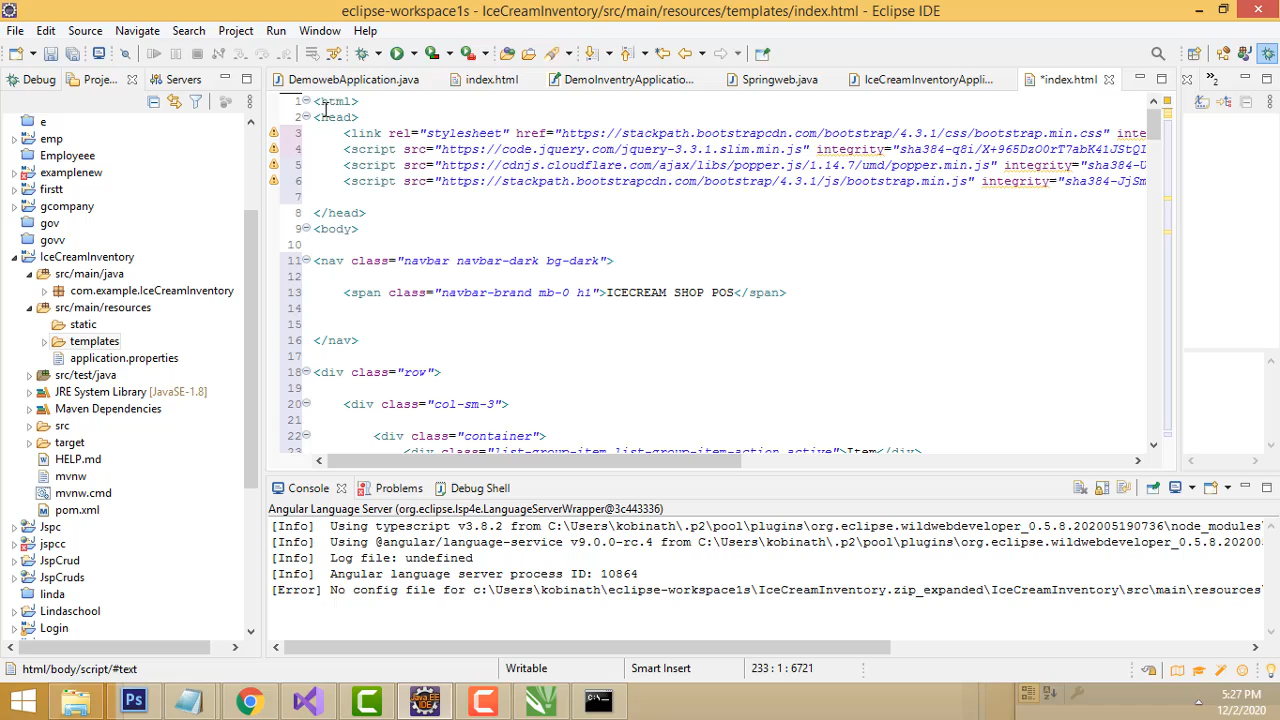 eclipse-workspace1s - IceCreamInventory/src/main/resources/templates/index.html - Eclipse IDE
File Edit Source Navigate Search Project Run Window Help
Debug Proje... Servers
DemowebApplication.java index.html DemoInventryApplicatio... Springweb.java IceCreamInventoryAppli... *index.html
e
emp
Employeee
examplenew
firstt
gcompany
gov
govv
IceCreamInventory
src/main/java
com.example.IceCreamInventory
src/main/resources
static
templates
application.properties
src/test/java
JRE System Library [JavaSE-1.8]
Maven Dependencies
src
target
HELP.md
mvnw
mvnw.cmd
pom.xml
Jspc
jspcc
JspCrud
JspCruds
linda
Lindaschool
Login
1 <html>
2 <head>
3 <link rel="stylesheet" href="https://stackpath.bootstrapcdn.com/bootstrap/4.3.1/css/bootstrap.min.css" inte
4 <script src="https://code.jquery.com/jquery-3.3.1.slim.min.js" integrity="sha384-q8i/X+965DzO0rT7abK41JStQI
5 <script src="https://cdnjs.cloudflare.com/ajax/libs/popper.js/1.14.7/umd/popper.min.js" integrity="sha384-U
6 <script src="https://stackpath.bootstrapcdn.com/bootstrap/4.3.1/js/bootstrap.min.js" integrity="sha384-JjSm
7
8 </head>
9 <body>
10
11 <nav class="navbar navbar-dark bg-dark">
12
13 <span class="navbar-brand mb-0 h1">ICECREAM SHOP POS</span>
14
15
16 </nav>
17
18 <div class="row">
19
20 <div class="col-sm-3">
21
22 <div class="container">
23 <div class="list-group-item list-group-item-action active">Item</div>
Console Problems Debug Shell
Angular Language Server (org.eclipse.lsp4e.LanguageServerWrapper@3c443336)
[Info] Using typescript v3.8.2 from C:\Users\kobinath\.p2\pool\plugins\org.eclipse.wildwebdeveloper_0.5.8.202005190736\node_modules
[Info] Using @angular/language-service v9.0.0-rc.4 from C:\Users\kobinath\.p2\pool\plugins\org.eclipse.wildwebdeveloper_0.5.8.20200
[Info] Log file: undefined
[Info] Angular language server process ID: 10864
[Error] No config file for c:\Users\kobinath\eclipse-workspace1s\IceCreamInventory.zip_expanded\IceCreamInventory\src\main\resources
html/body/script/#text Writable Smart Insert 233 : 1 : 6721
5:27 PM
12/2/2020